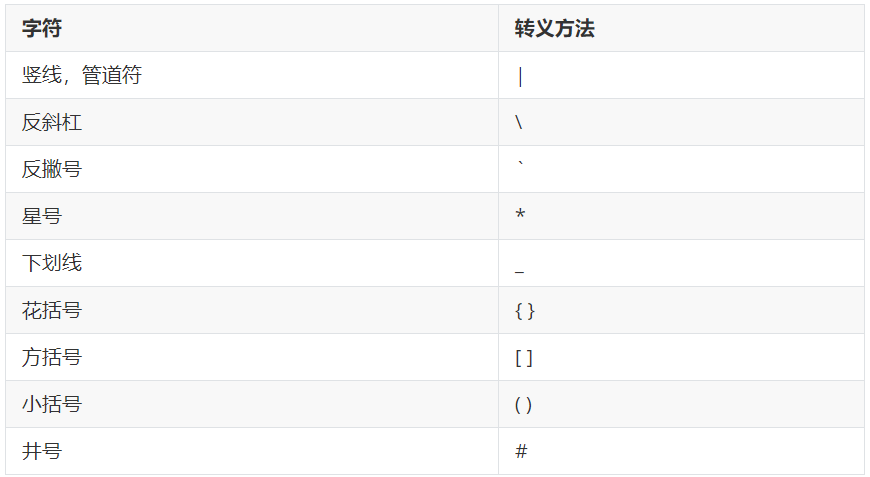 字符 转义方法
竖线，管道符 |
反斜杠 \
反撇号 `
星号 *
下划线 _
花括号 { }
方括号 [ ]
小括号 ( )
井号 #